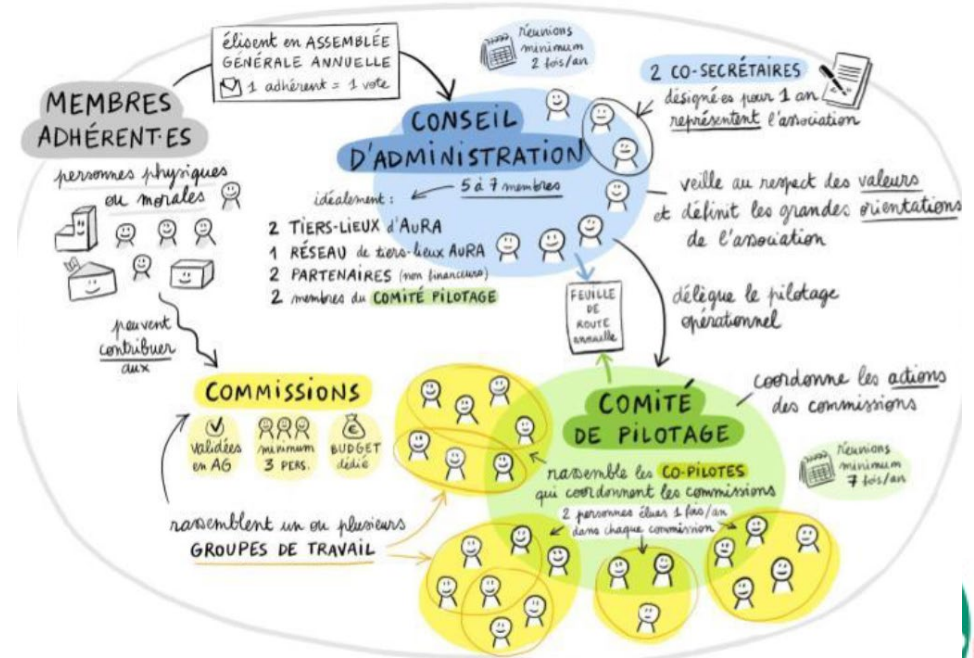 élisent en ASSEMBLÉE
GÉNÉRALE ANNUELLE
1 adhérent = 1 vote
réunions
minimum
2 fois/an
2 CO-SECRÉTAIRES
désigné·es pour 1 an
représentent l'association
MEMBRES
ADHÉRENT·ES
personnes physiques
ou morales
CONSEIL
D'ADMINISTRATION
5 à 7 membres
idéalement :
2 TIERS-LIEUX d'AuRA
1 RÉSEAU de tiers-lieux AURA
2 PARTENAIRES (non financeurs)
2 membres du COMITÉ PILOTAGE
veille au respect des valeurs
et définit les grandes orientations
de l'association
FEUILLE
DE
ROUTE
annuelle
délègue le pilotage
opérationnel
peuvent
contribuer
aux
COMMISSIONS
validées
en AG
minimum
3 PERS.
BUDGET
dédié
rassemblent un ou plusieurs
GROUPES DE TRAVAIL
COMITÉ
DE PILOTAGE
coordonne les actions
des commissions
réunions
minimum
7 fois/an
rassemble les CO-PILOTES
qui coordonnent les commissions
2 personnes élues 1 fois/an
dans chaque commission